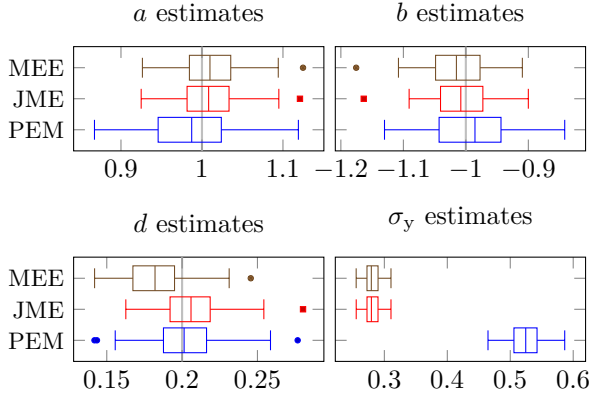 a estimates
b estimates
MEE
JME
PEM
0.9 1 1.1
−1.2 −1.1 −1 −0.9
d estimates
σy estimates
MEE
JME
PEM
0.15 0.2 0.25
0.3 0.4 0.5 0.6